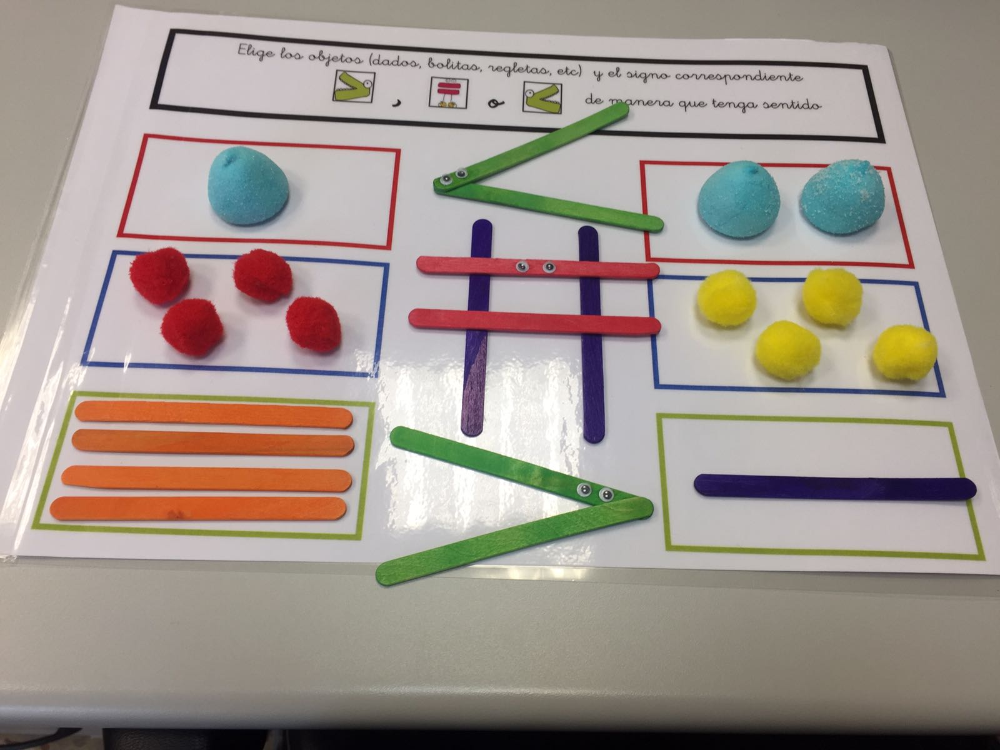 Elige los objetos (dados, bolitas, regletas, etc) y el signo correspondiente
, o de manera que tenga sentido